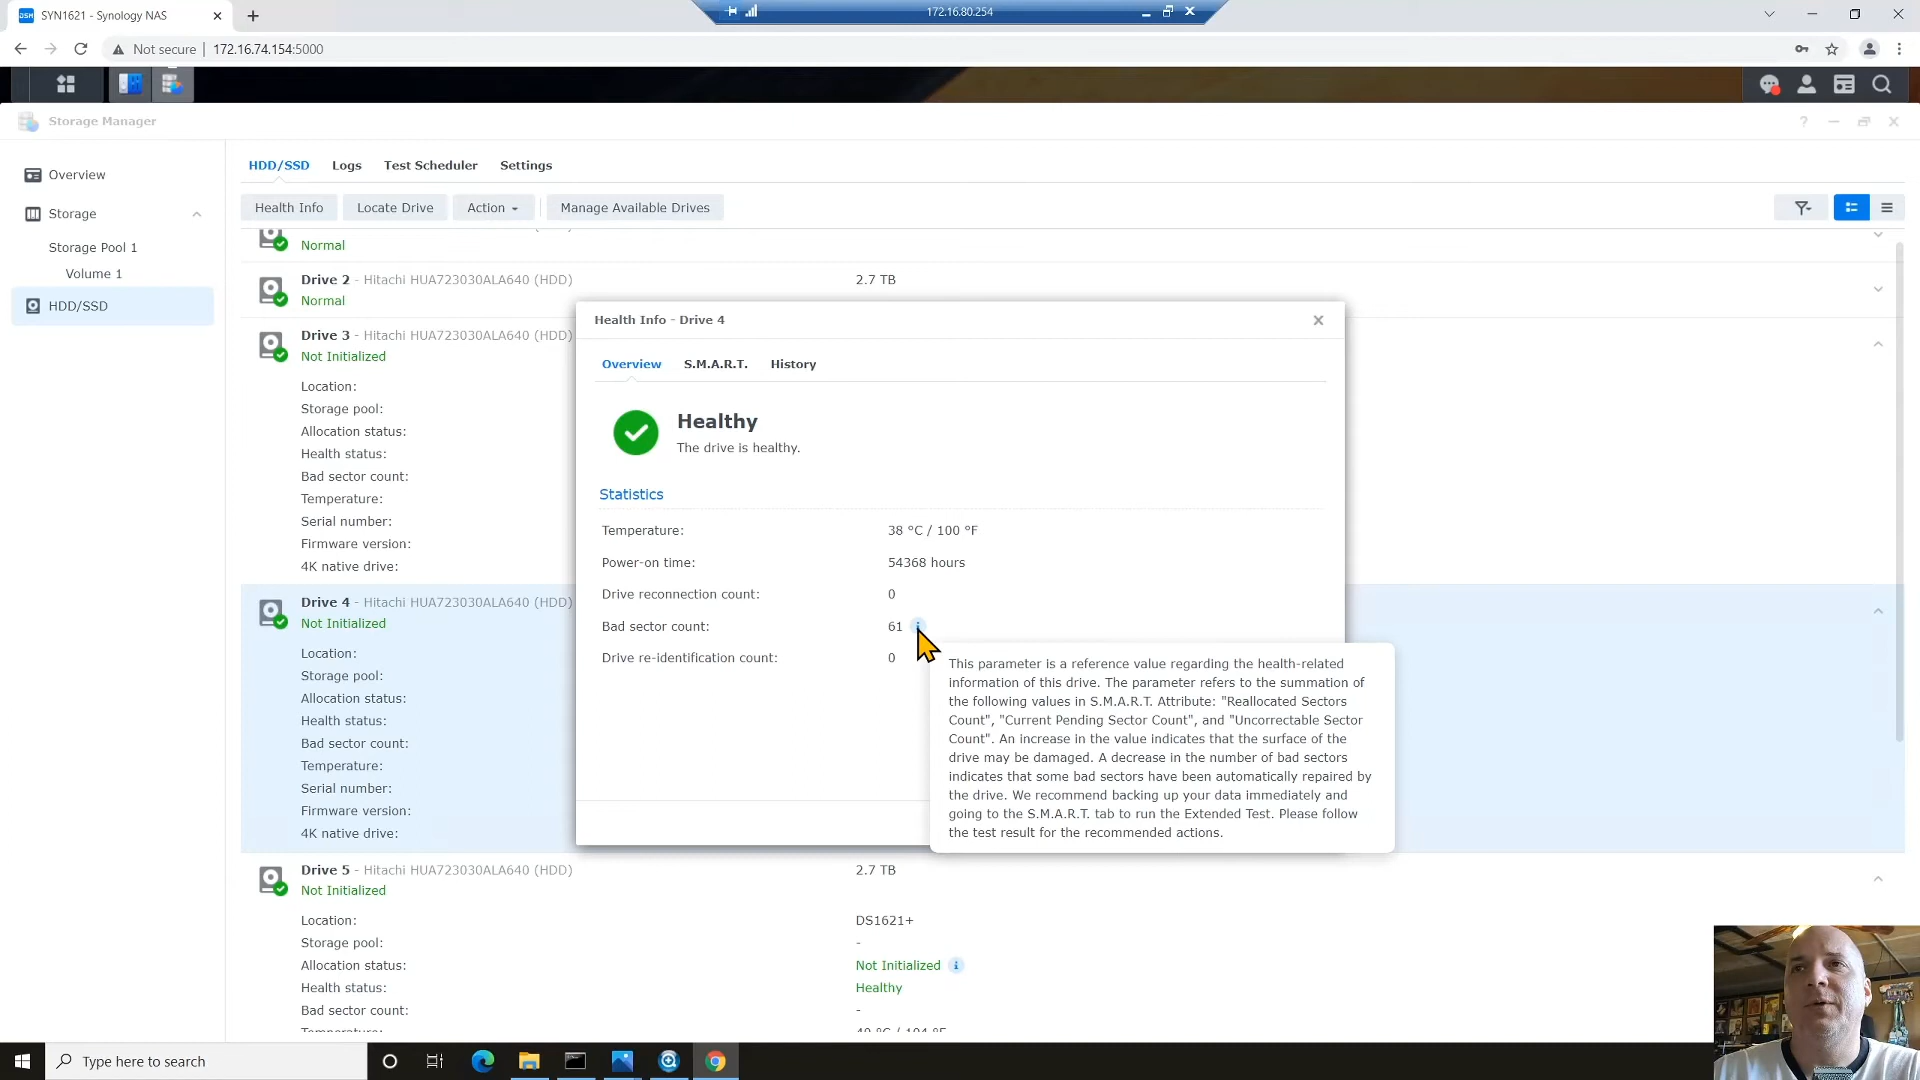 SYN1621 - Synology NAS
172.16.80.254
Not secure
172.16.74.154:5000
Storage Manager
Overview
Storage
Storage Pool 1
Volume 1
HDD/SSD
HDD/SSD
Logs
Test Scheduler
Settings
Health Info
Locate Drive
Action
Manage Available Drives
Normal
Drive 2 - Hitachi HUA723030ALA640 (HDD)
2.7 TB
Normal
Drive 3 - Hitachi HUA723030ALA640 (HDD)
Not Initialized
Location:
Storage pool:
Allocation status:
Health status:
Bad sector count:
Temperature:
Serial number:
Firmware version:
4K native drive:
Drive 4 - Hitachi HUA723030ALA640 (HDD)
Not Initialized
Location:
Storage pool:
Allocation status:
Health status:
Bad sector count:
Temperature:
Serial number:
Firmware version:
4K native drive:
Drive 5 - Hitachi HUA723030ALA640 (HDD)
2.7 TB
Not Initialized
Location:
DS1621+
Storage pool:
-
Allocation status:
Not Initialized
Health status:
Healthy
Bad sector count:
-
Temperature:
40 °C / 104 °F
Health Info - Drive 4
Overview
S.M.A.R.T.
History
Healthy
The drive is healthy.
Statistics
Temperature:
38 °C / 100 °F
Power-on time:
54368 hours
Drive reconnection count:
0
Bad sector count:
61
Drive re-identification count:
0
This parameter is a reference value regarding the health-related
information of this drive. The parameter refers to the summation of
the following values in S.M.A.R.T. Attribute: "Reallocated Sectors
Count", "Current Pending Sector Count", and "Uncorrectable Sector
Count". An increase in the value indicates that the surface of the
drive may be damaged. A decrease in the number of bad sectors
indicates that some bad sectors have been automatically repaired by
the drive. We recommend backing up your data immediately and
going to the S.M.A.R.T. tab to run the Extended Test. Please follow
the test result for the recommended actions.
Type here to search